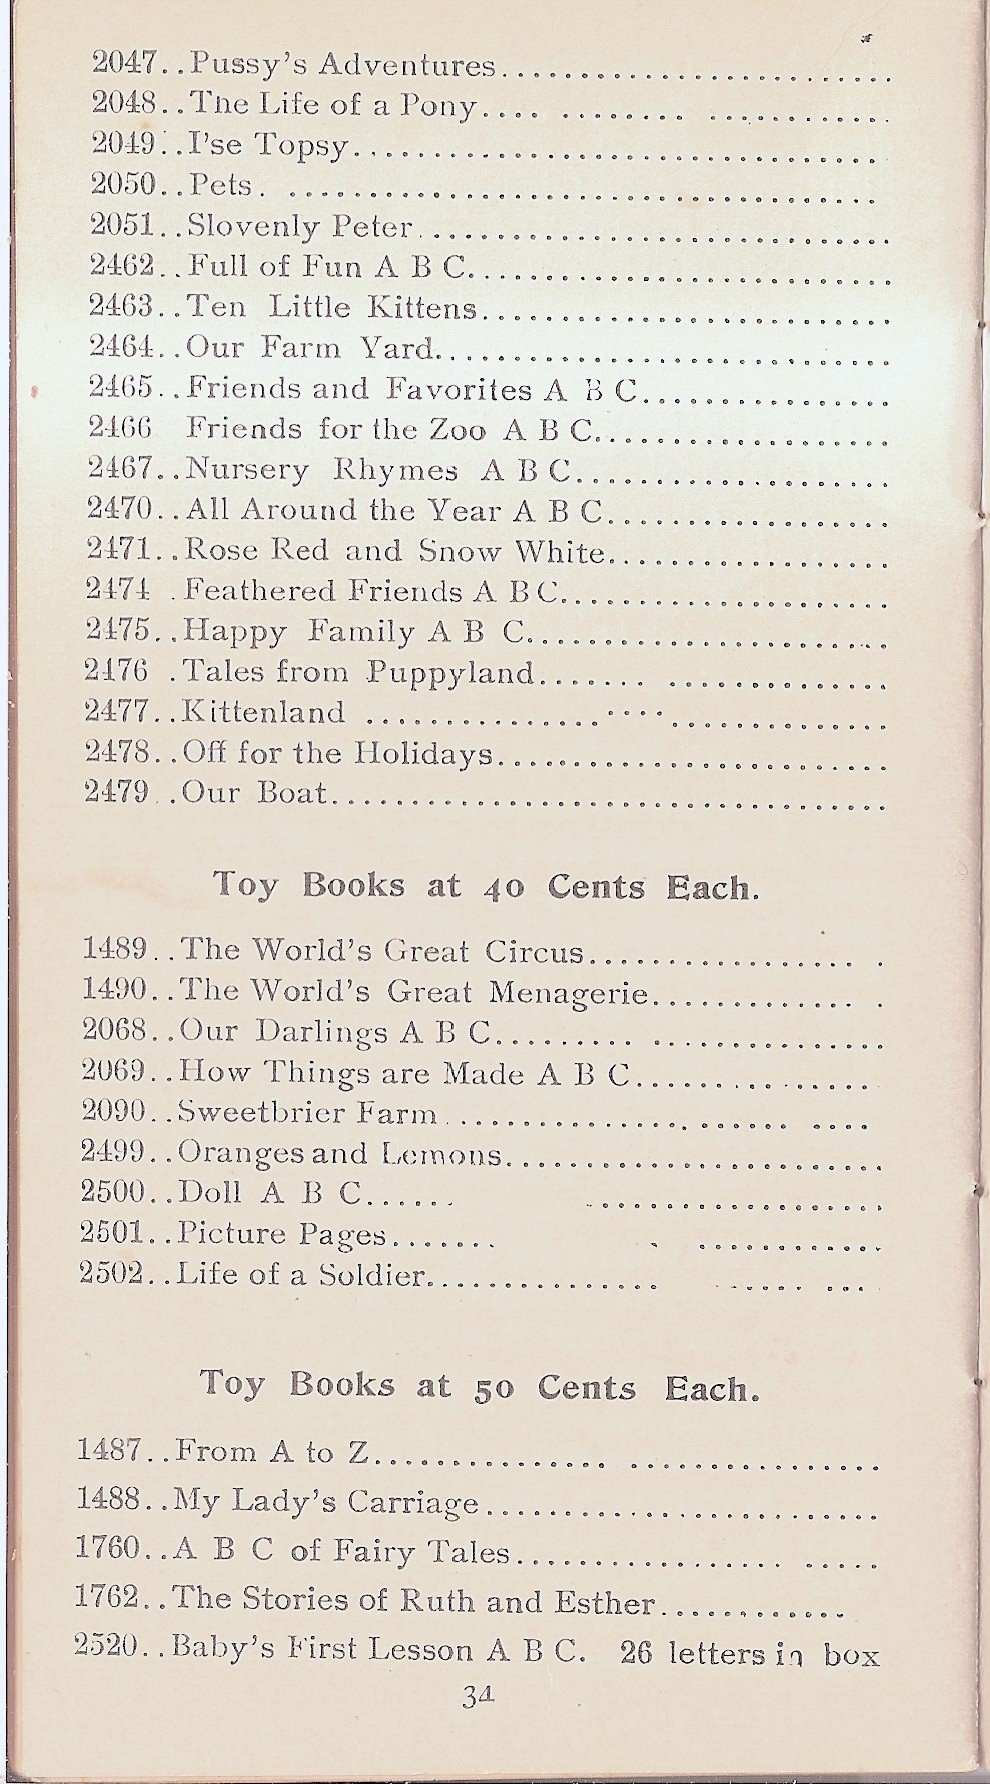 2047..Pussy's Adventures........................
2048..The Life of a Pony.... ........ ............
2049..I'se Topsy.................................
2050..Pets. .....................................
2051..Slovenly Peter.............................
2462..Full of Fun A B C..........................
2463..Ten Little Kittens.........................
2464..Our Farm Yard.............................
2465..Friends and Favorites A B C................
2466 Friends for the Zoo A B C...................
2467..Nursery Rhymes A B C....................
2470..All Around the Year A B C..................
2471..Rose Red and Snow White..................
2474 .Feathered Friends A B C.....................
2475..Happy Family A B C.......................
2476 .Tales from Puppyland....... ..............
2477..Kittenland .................................
2478..Off for the Holidays.........................
2479..Our Boat...................................
Toy Books at 40 Cents Each.
1489..The World's Great Circus................. .
1490..The World's Great Menagerie............. .
2068..Our Darlings A B C......... ...............
2069..How Things are Made A B C...............
2090..Sweetbrier Farm ............... ...... ....
2499..Oranges and Lemons........................
2500..Doll A B C...... ...................
2501..Picture Pages....... . ............
2502..Life of a Soldier............... ..... ...
Toy Books at 50 Cents Each.
1487..From A to Z............... ................
1488..My Lady's Carriage.........................
1760..A B C of Fairy Tales................. .....
1762..The Stories of Ruth and Esther............
2520..Baby's First Lesson A B C. 26 letters in box
34